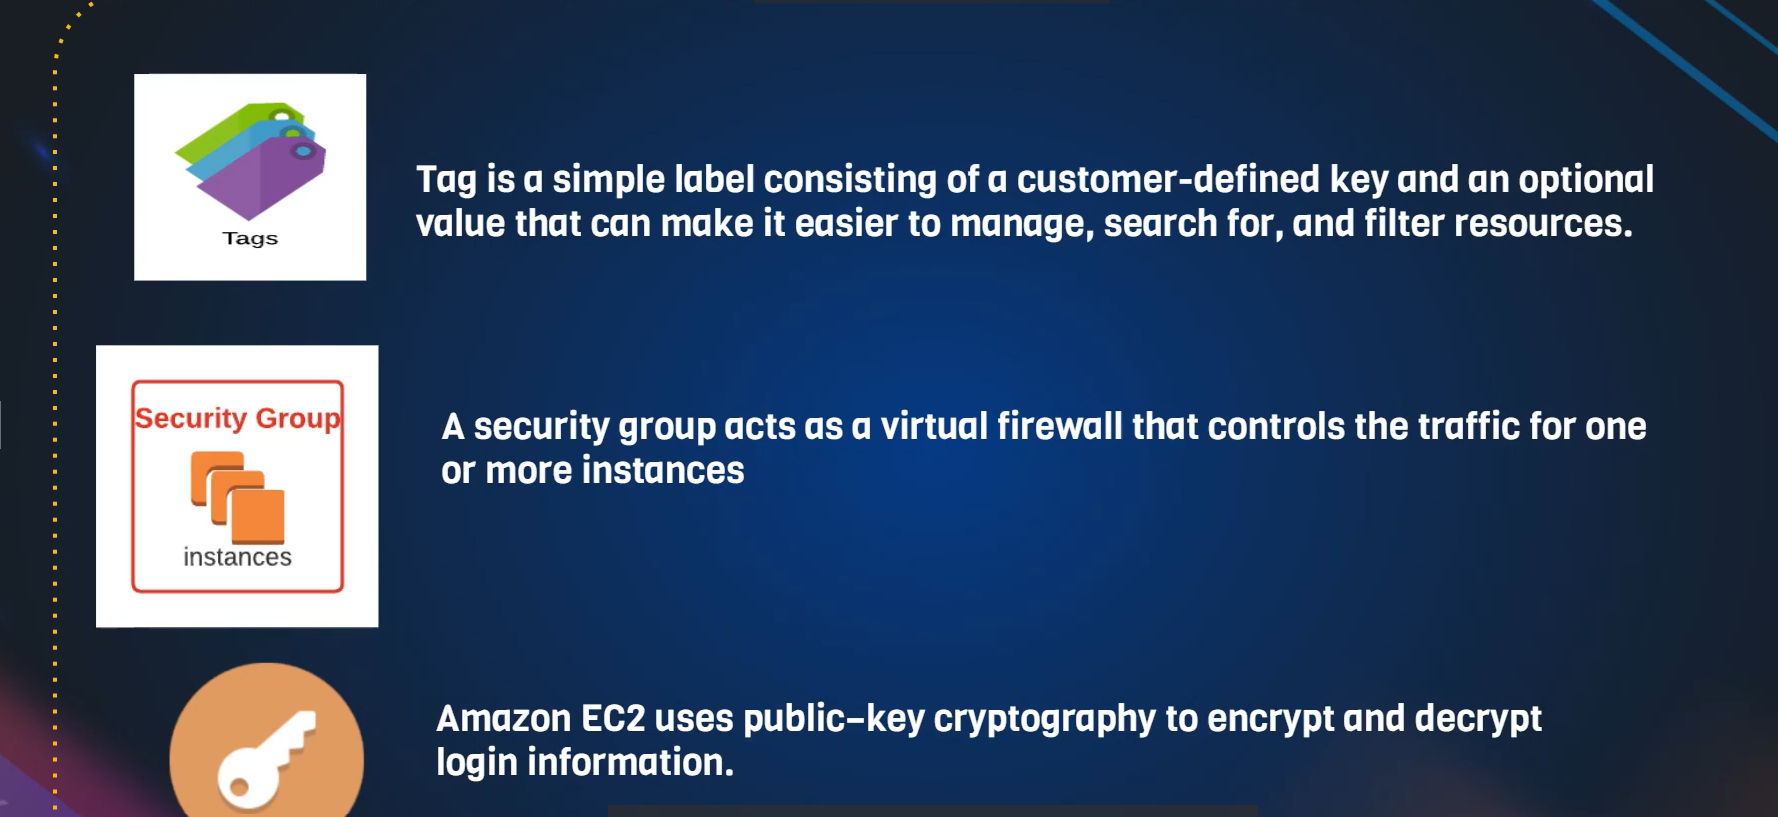 Tags
Tag is a simple label consisting of a customer-defined key and an optional
value that can make it easier to manage, search for, and filter resources.
Security Group
instances
A security group acts as a virtual firewall that controls the traffic for one
or more instances
Amazon EC2 uses public-key cryptography to encrypt and decrypt
login information.